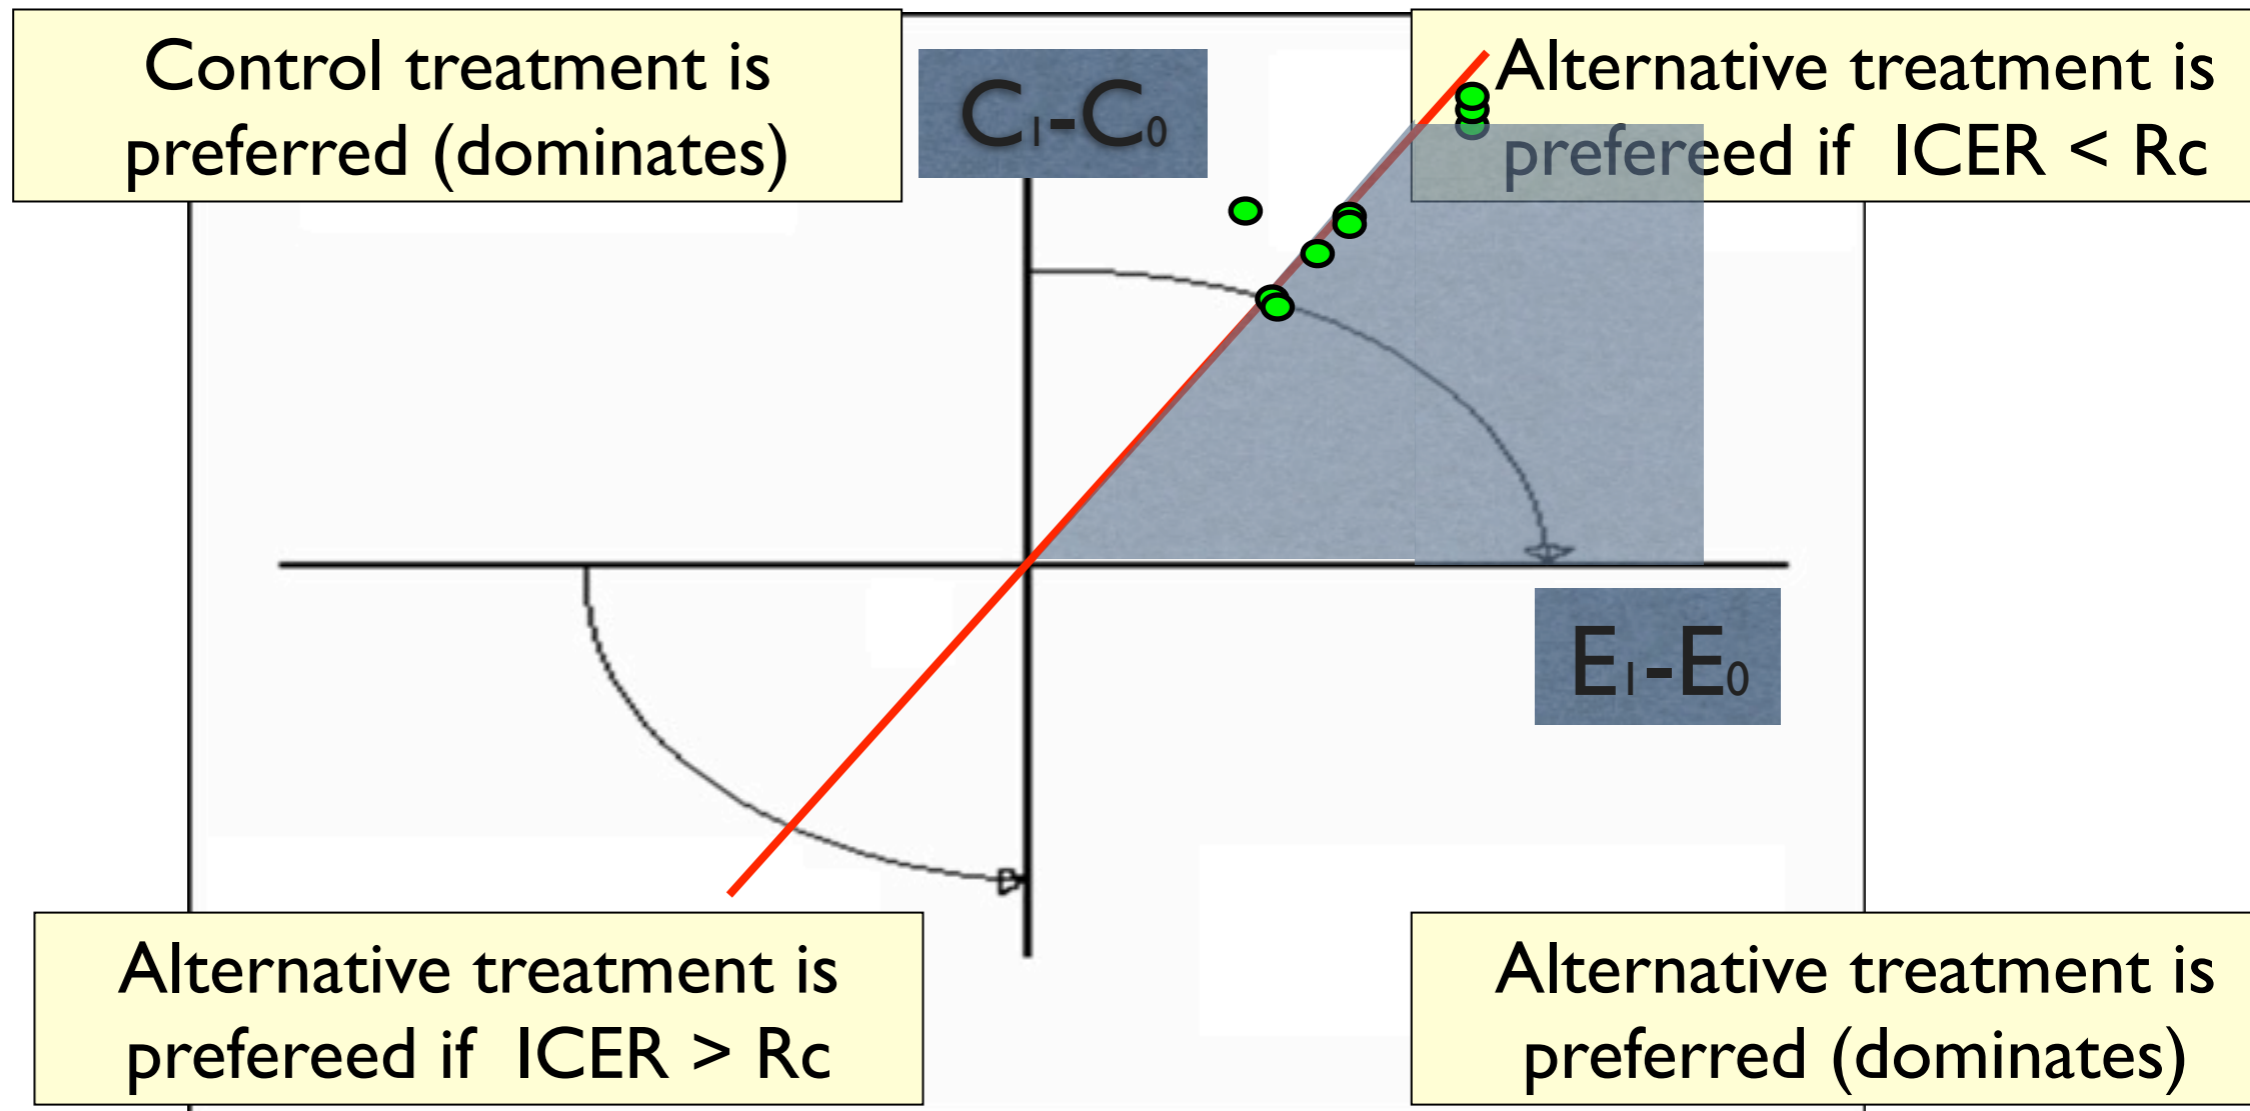 Control treatment is
preferred (dominates)
C₁-C₀
Alternative treatment is
prefereed if ICER < Rc
E₁-E₀
Alternative treatment is
prefereed if ICER > Rc
Alternative treatment is
preferred (dominates)